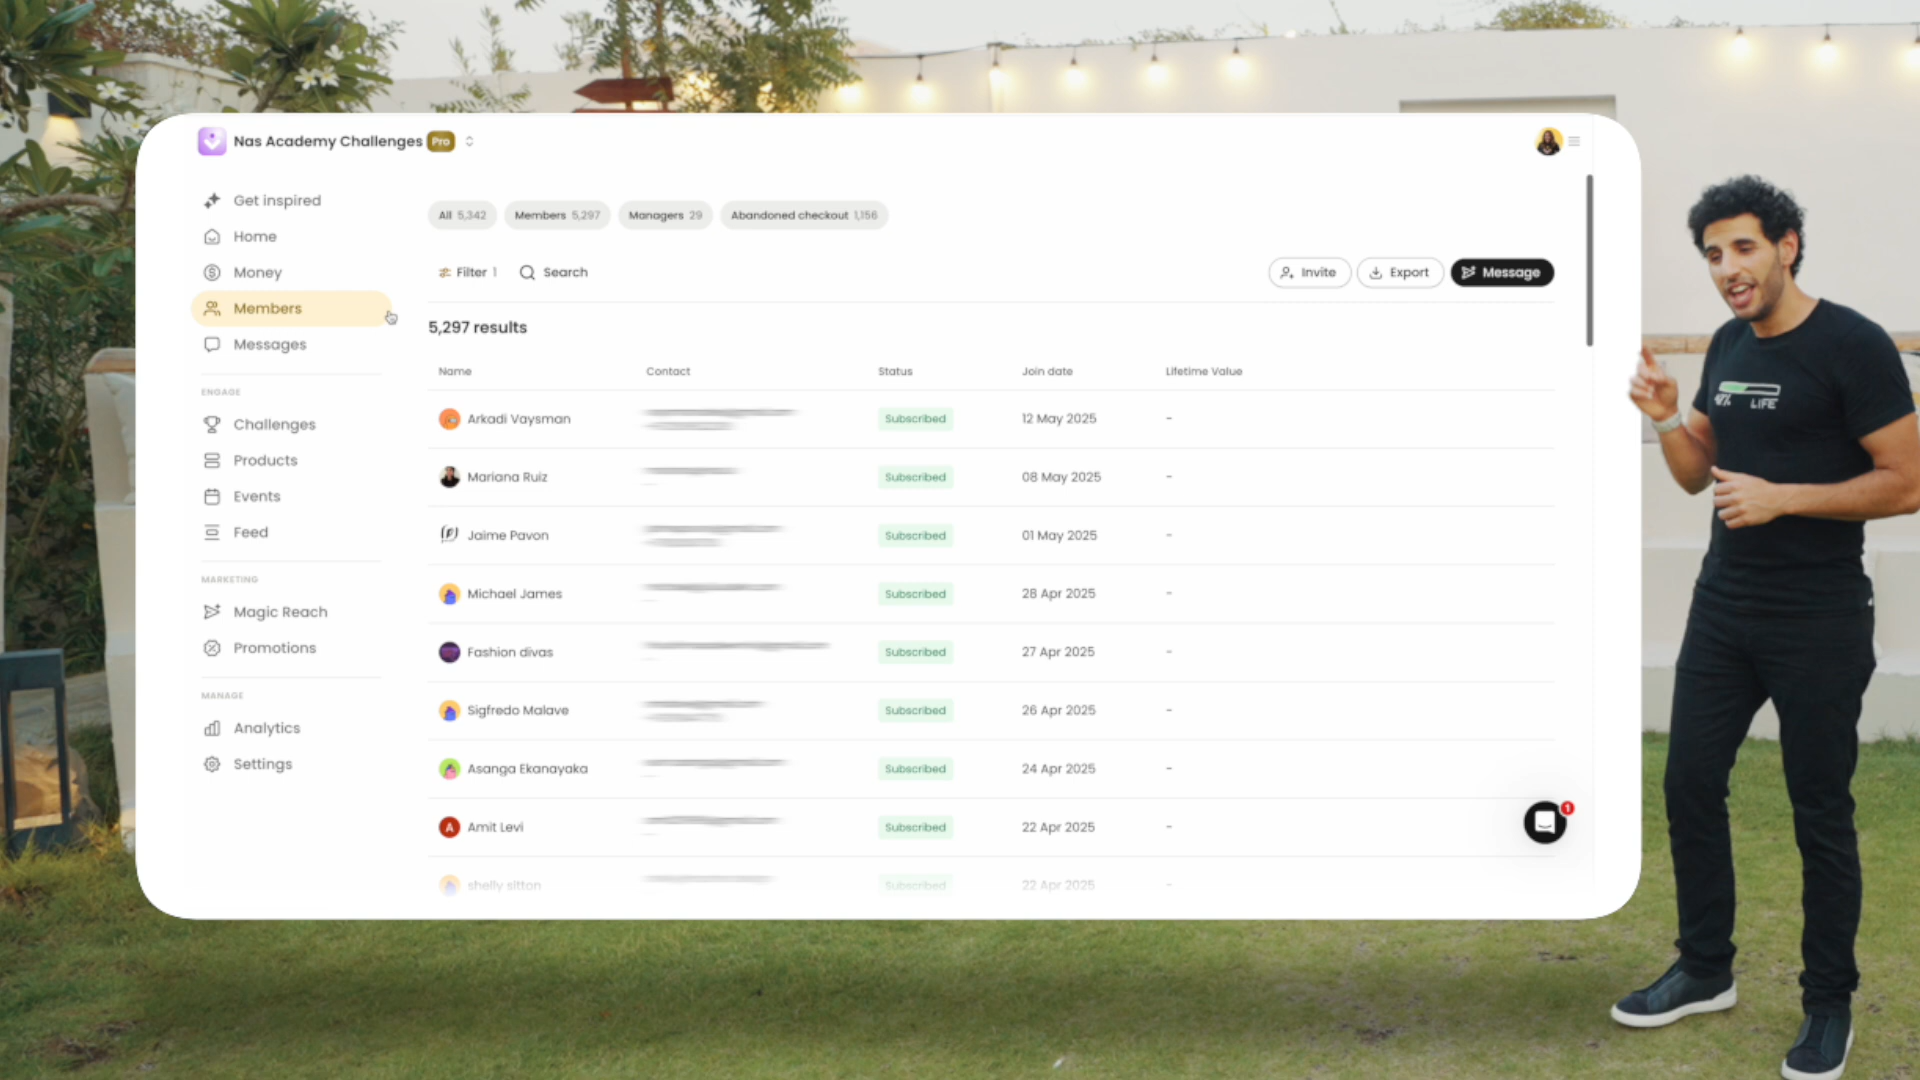 Nas Academy Challenges Pro
Get inspired
Home
Money
Members
Messages
ENGAGE
Challenges
Products
Events
Feed
MARKETING
Magic Reach
Promotions
MANAGE
Analytics
Settings
All 5,342 Members 5,297 Managers 29 Abandoned checkout 1,156
Filter 1 Search Invite Export Message
5,297 results
Name Contact Status Join date Lifetime Value
Arkadi Vaysman Subscribed 12 May 2025 -
Mariana Ruiz Subscribed 08 May 2025 -
Jaime Pavon Subscribed 01 May 2025 -
Michael James Subscribed 28 Apr 2025 -
Fashion divas Subscribed 27 Apr 2025 -
Sigfredo Malave Subscribed 26 Apr 2025 -
Asanga Ekanayaka Subscribed 24 Apr 2025 -
A Amit Levi Subscribed 22 Apr 2025 -
shelly sitton Subscribed 22 Apr 2025 -
1
LIFE